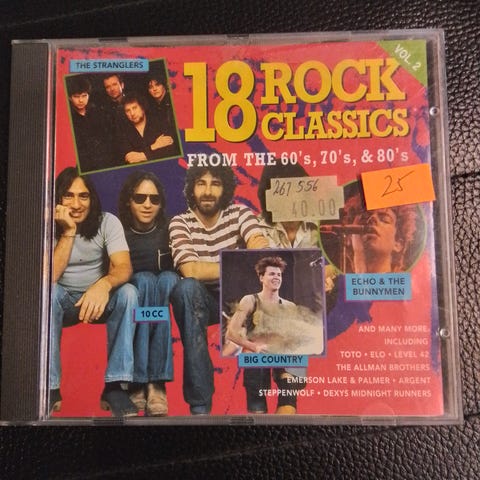 THE STRANGLERS
VOL. 2
18 ROCK
CLASSICS
FROM THE 60's, 70's, & 80's
267 556
40.00
25
ECHO & THE
BUNNYMEN
10 CC
BIG COUNTRY
AND MANY MORE,
INCLUDING
TOTO • ELO • LEVEL 42
THE ALLMAN BROTHERS
EMERSON LAKE & PALMER • ARGENT
STEPPENWOLF • DEXYS MIDNIGHT RUNNERS